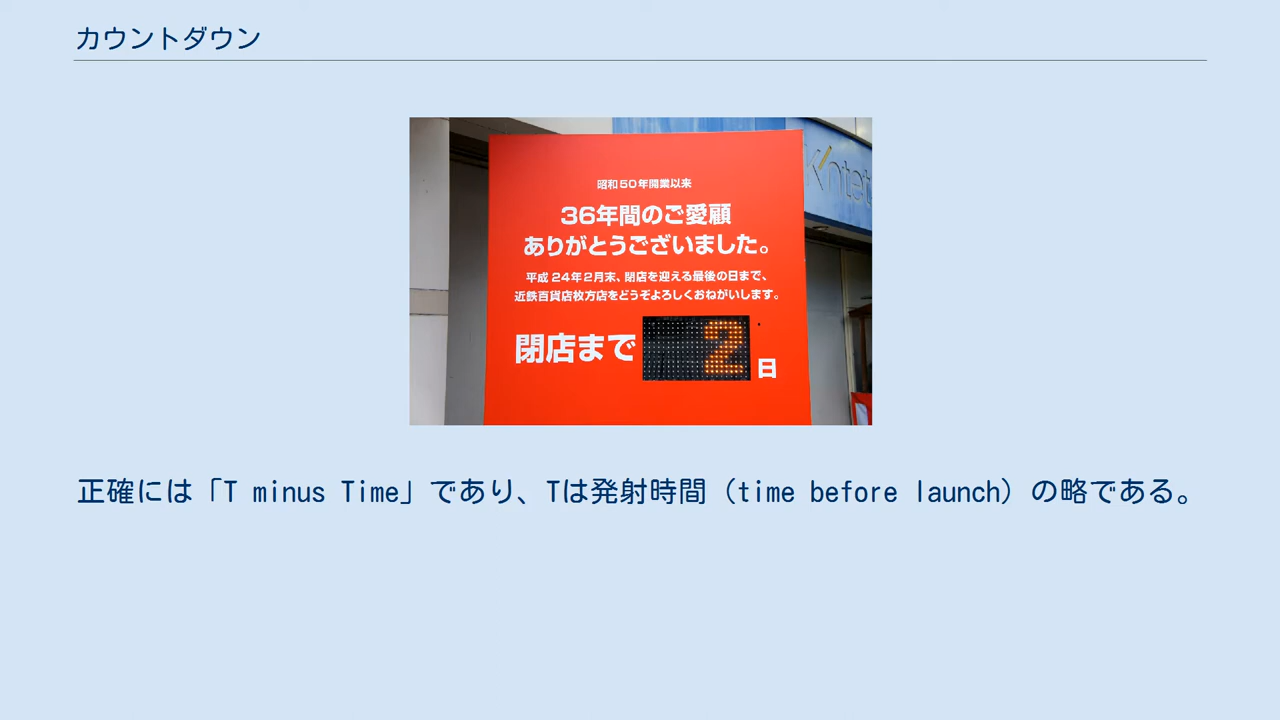 カウントダウン
Kintet
昭和50年開業以来
36年間のご愛顧
ありがとうございました。
平成24年2月末、閉店を迎える最後の日まで、
近鉄百貨店枚方店をどうぞよろしくおねがいします。
閉店まで 2 日
正確には「T minus Time」であり、Tは発射時間（time before launch）の略である。